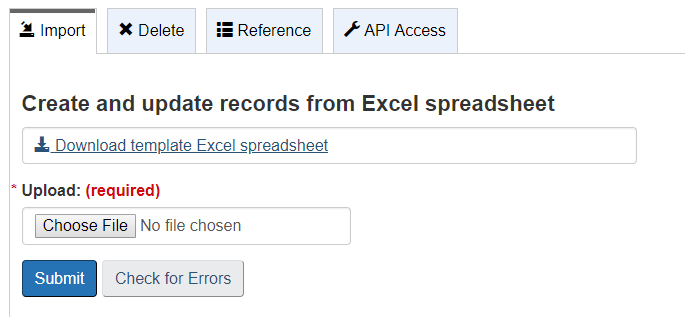 Import Delete Reference API Access
Create and update records from Excel spreadsheet
Download template Excel spreadsheet
* Upload: (required)
Choose File No file chosen
Submit Check for Errors